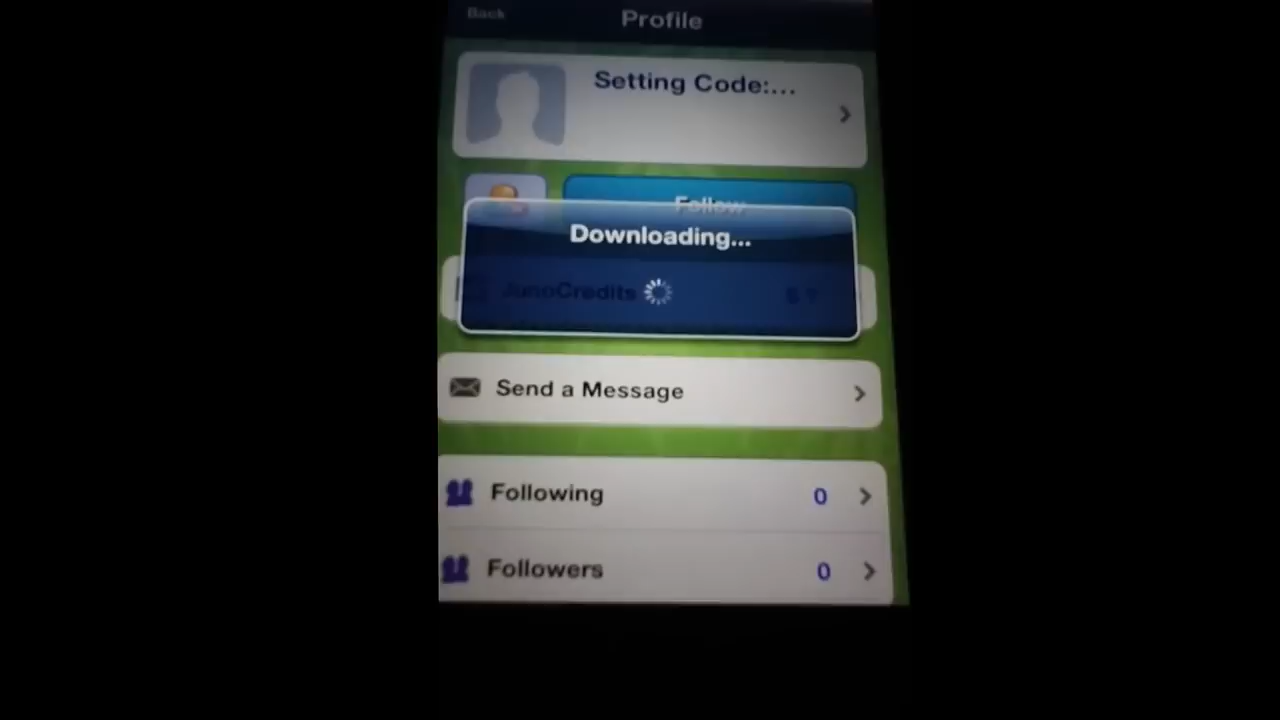 Back
Profile
Setting Code:...
Follow
Downloading...
JunoCredits
Send a Message
Following 0
Followers 0